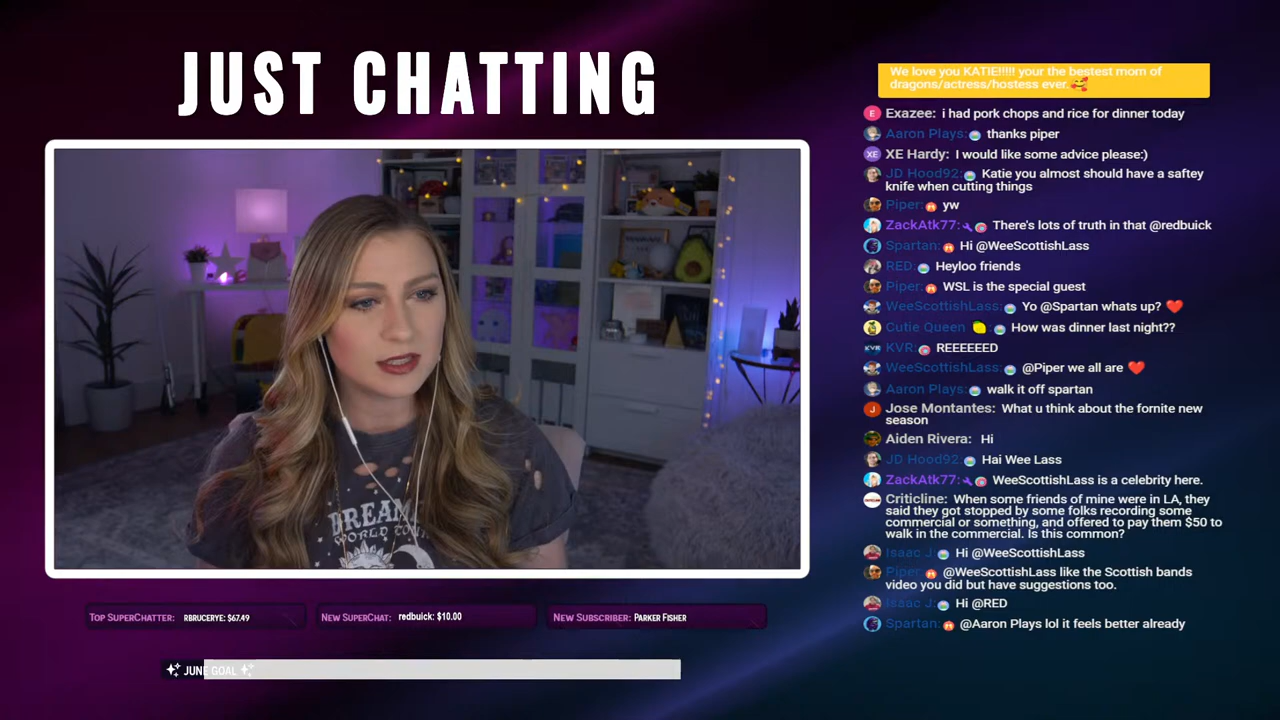 JUST CHATTING
We love you KATIE!!!!! your the bestest mom of
dragons/actress/hostess ever.
E Exazee: i had pork chops and rice for dinner today
Aaron Plays: thanks piper
XE XE Hardy: I would like some advice please:)
JD Hood92: Katie you almost should have a saftey
knife when cutting things
Piper: yw
ZackAtk77: There's lots of truth in that @redbuick
Spartan: Hi @WeeScottishLass
RED: Heyloo friends
Piper: WSL is the special guest
WeeScottishLass: Yo @Spartan whats up?
Cutie Queen : How was dinner last night??
KVR KVR: REEEEEED
WeeScottishLass: @Piper we all are
Aaron Plays: walk it off spartan
J Jose Montantes: What u think about the fornite new
season
Aiden Rivera: Hi
JD Hood92: Hai Wee Lass
ZackAtk77: WeeScottishLass is a celebrity here.
Criticline: When some friends of mine were in LA, they
said they got stopped by some folks recording some
commercial or something, and offered to pay them $50 to
walk in the commercial. Is this common?
Isaac J: Hi @WeeScottishLass
Piper: @WeeScottishLass like the Scottish bands
video you did but have suggestions too.
Isaac J: Hi @RED
Spartan: @Aaron Plays lol it feels better already
DREAM
WORLD TOUR
TOP SUPERCHATTER: RBRUCERYE: $67.49
NEW SUPERCHAT: redbuick: $10.00
NEW SUBSCRIBER: PARKER FISHER
JUNE GOAL